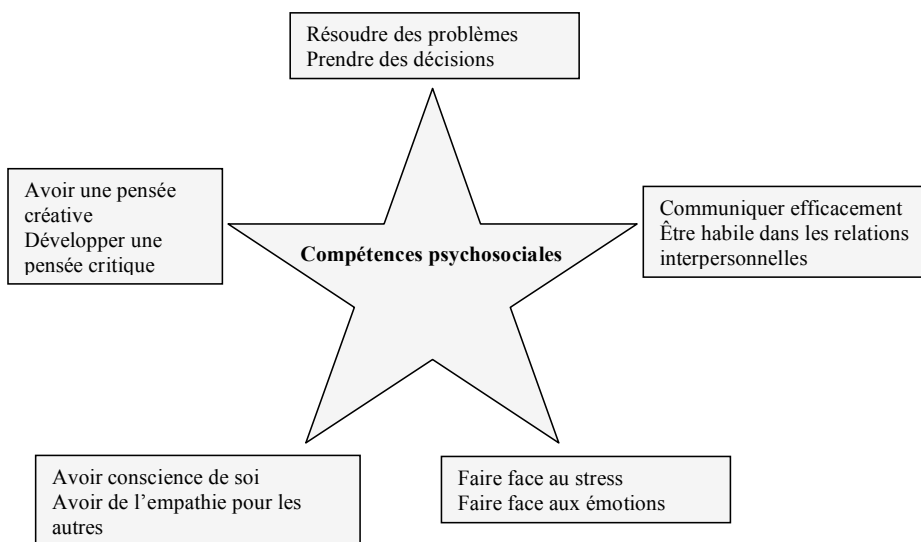 Résoudre des problèmes
Prendre des décisions
Avoir une pensée
créative
Développer une
pensée critique
Communiquer efficacement
Être habile dans les relations
interpersonnelles
Compétences psychosociales
Avoir conscience de soi
Avoir de l’empathie pour les
autres
Faire face au stress
Faire face aux émotions